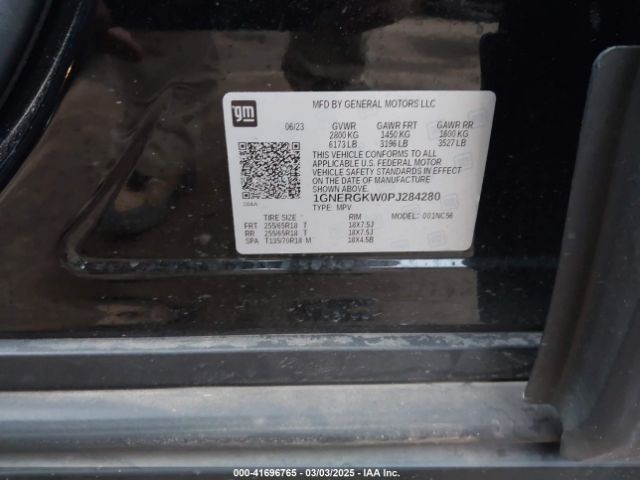 gm
MFD BY GENERAL MOTORS LLC
06/23 GVWR GAWR FRT GAWR RR
2800 KG 1450 KG 1600 KG
6173 LB 3196 LB 3527 LB
THIS VEHICLE CONFORMS TO ALL
APPLICABLE U.S. FEDERAL MOTOR
VEHICLE SAFETY STANDARDS IN EFFECT
ON THE DATE OF MANUFACTURE
1GNERGKW0PJ284280
TYPE: MPV MODEL: 001NC56
TIRE SIZE RIM
FRT 255/65R18 T 18X7.5J
RR 255/65R18 T 18X7.5J
SPA T135/70R18 M 18X4.5B
000-41696765 - 03/03/2025 - IAA Inc.